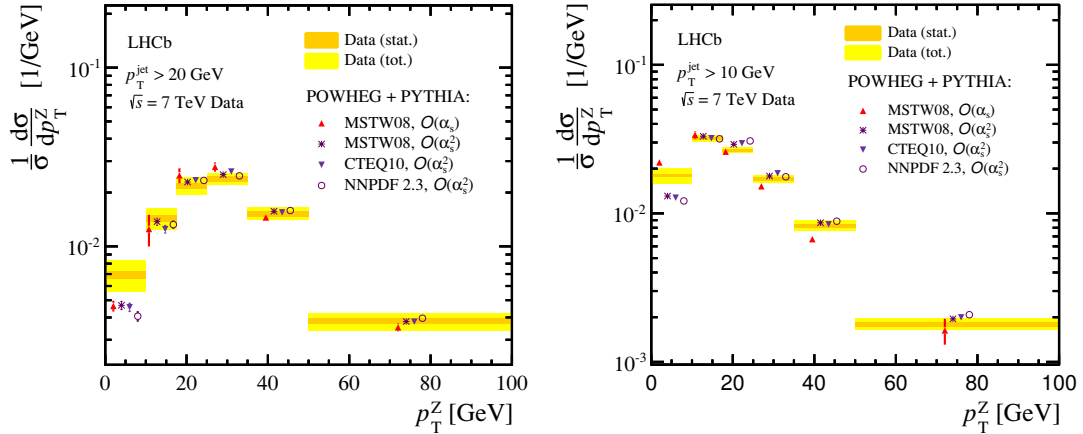 LHCb
p_T^jet > 20 GeV
√s = 7 TeV Data
Data (stat.)
Data (tot.)
POWHEG + PYTHIA:
MSTW08, O(α_s)
MSTW08, O(α_s^2)
CTEQ10, O(α_s^2)
NNPDF 2.3, O(α_s^2)
1/σ dσ/dp_T^Z [1/GeV]
10^-1
10^-2
0 20 40 60 80 100
p_T^Z [GeV]
LHCb
p_T^jet > 10 GeV
√s = 7 TeV Data
Data (stat.)
Data (tot.)
POWHEG + PYTHIA:
MSTW08, O(α_s)
MSTW08, O(α_s^2)
CTEQ10, O(α_s^2)
NNPDF 2.3, O(α_s^2)
1/σ dσ/dp_T^Z [1/GeV]
10^-1
10^-2
10^-3
0 20 40 60 80 100
p_T^Z [GeV]